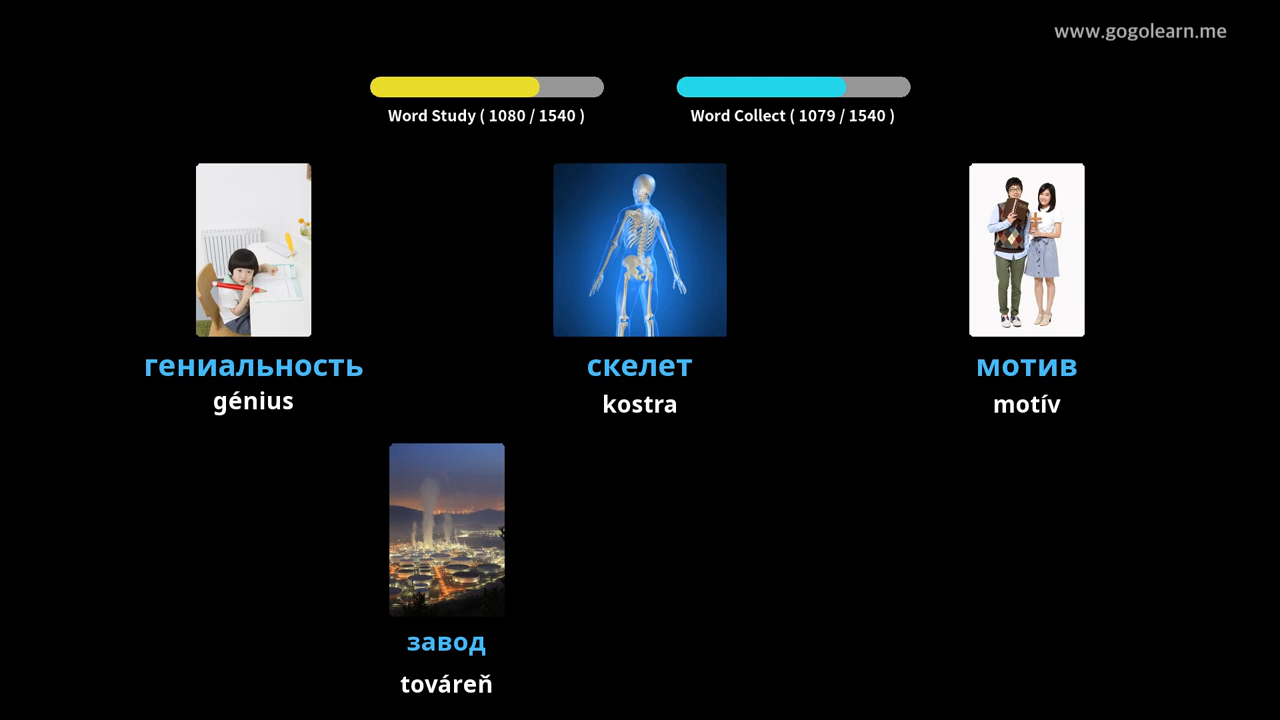 www.gogolearn.me
Word Study ( 1080 / 1540 )
Word Collect ( 1079 / 1540 )
гениальность
génius
скелет
kostra
мотив
motív
завод
továreň